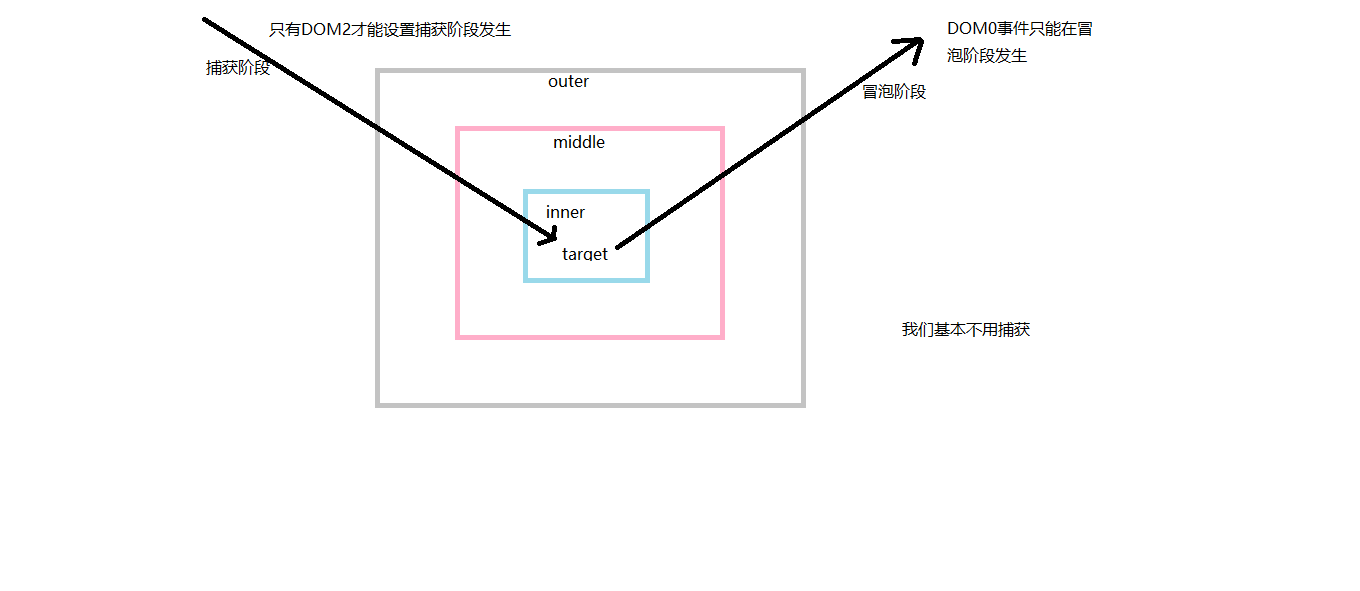 只有DOM2才能设置捕获阶段发生
捕获阶段
DOM0事件只能在冒
泡阶段发生
冒泡阶段
outer
middle
inner
target
我们基本不用捕获